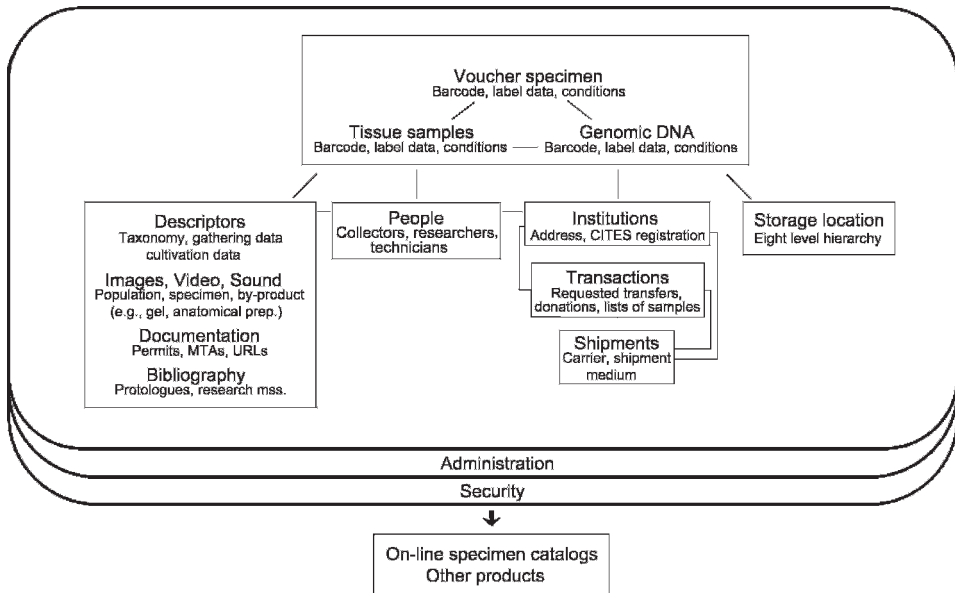 Voucher specimen
Barcode, label data, conditions
Tissue samples
Barcode, label data, conditions
Genomic DNA
Barcode, label data, conditions
Descriptors
Taxonomy, gathering data
cultivation data
Images, Video, Sound
Population, specimen, by-product
(e.g., gel, anatomical prep.)
Documentation
Permits, MTAs, URLs
Bibliography
Protologues, research mss.
People
Collectors, researchers,
technicians
Institutions
Address, CITES registration
Transactions
Requested transfers,
donations, lists of samples
Shipments
Carrier, shipment
medium
Storage location
Eight level hierarchy
Administration
Security
On-line specimen catalogs
Other products